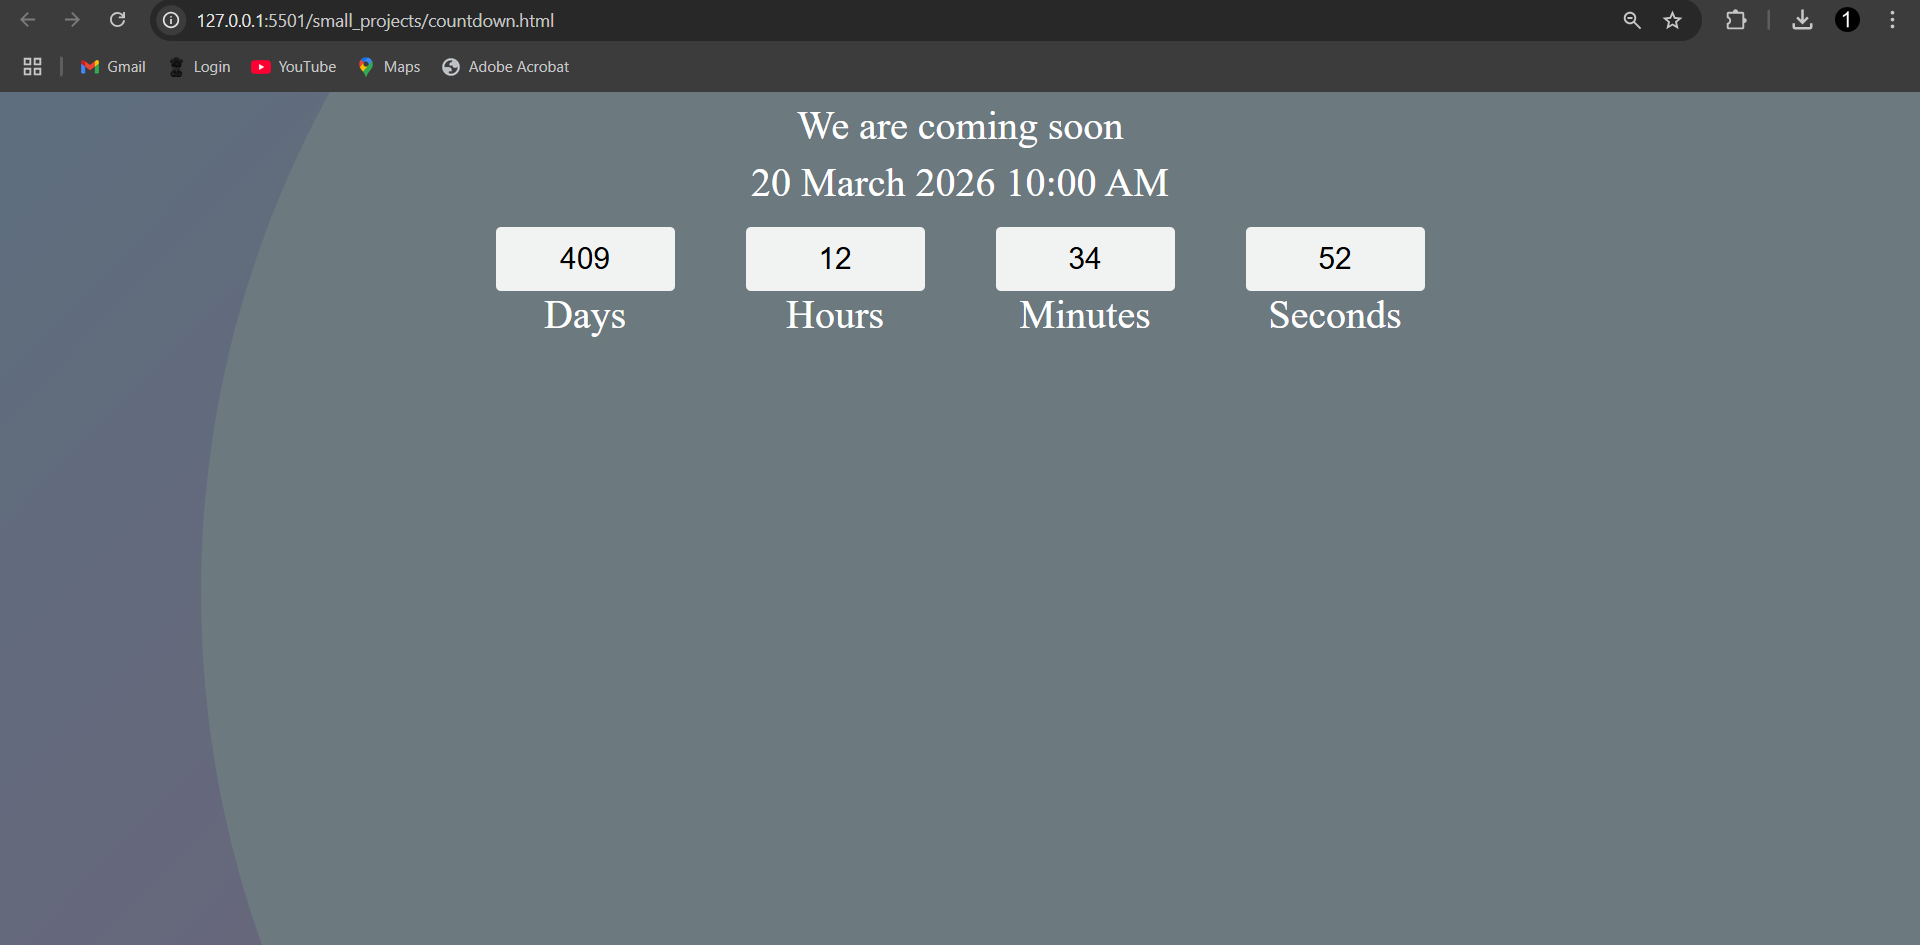 127.0.0.1:5501/small_projects/countdown.html
1
Gmail Login YouTube Maps Adobe Acrobat
We are coming soon
20 March 2026 10:00 AM
409 12 34 52
Days Hours Minutes Seconds